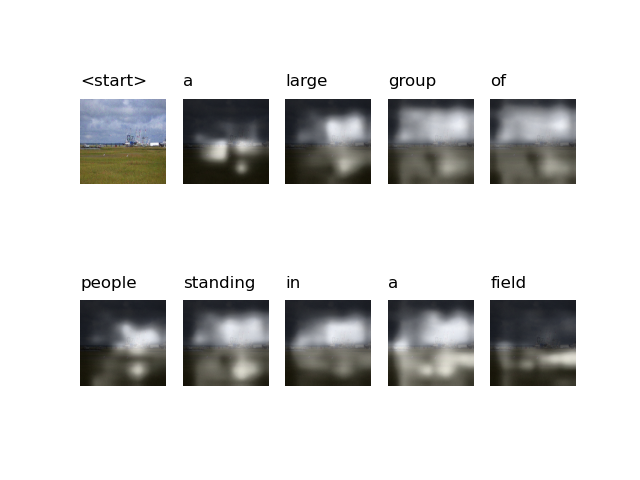 <start> a large group of
people standing in a field